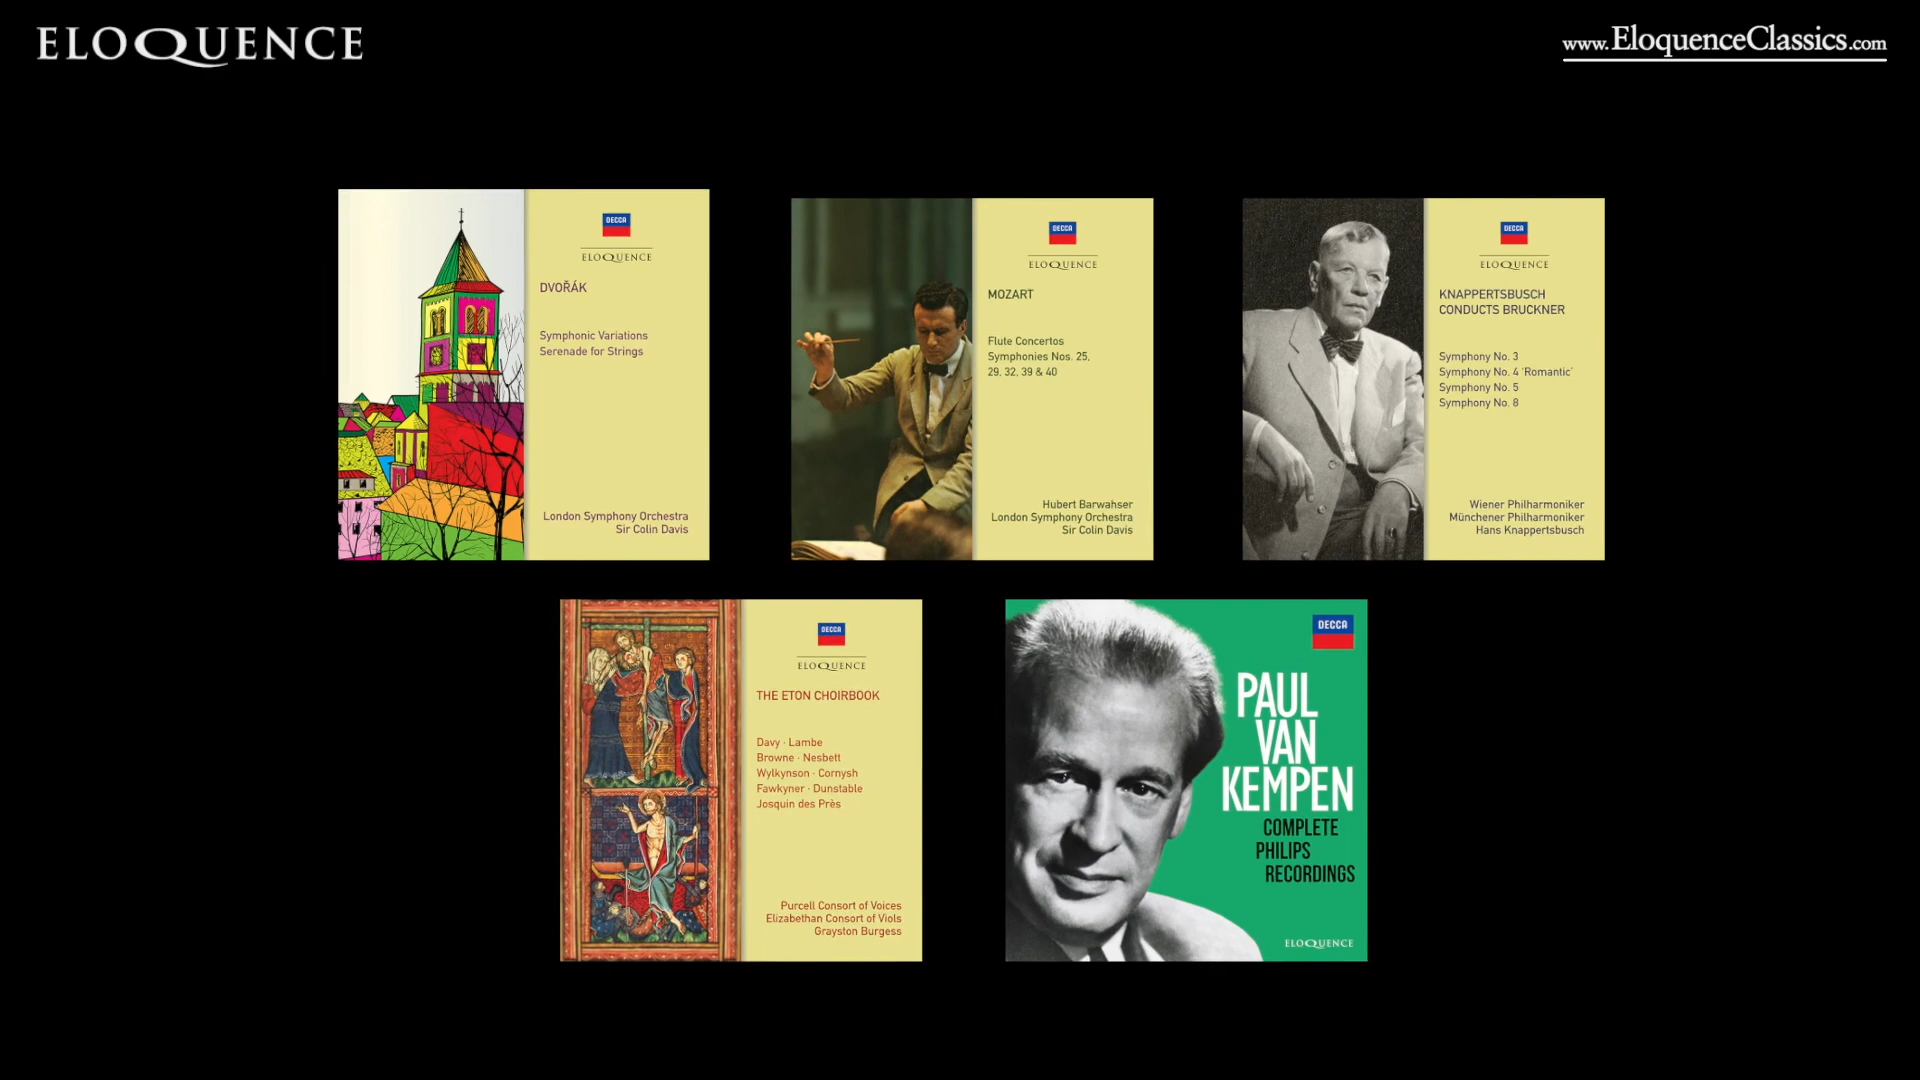 ELOQUENCE
www.EloquenceClassics.com
DECCA
ELOQUENCE
DVOŘÁK
Symphonic Variations
Serenade for Strings
London Symphony Orchestra
Sir Colin Davis
DECCA
ELOQUENCE
MOZART
Flute Concertos
Symphonies Nos. 25,
29, 32, 39 & 40
Hubert Barwahser
London Symphony Orchestra
Sir Colin Davis
DECCA
ELOQUENCE
KNAPPERTSBUSCH
CONDUCTS BRUCKNER
Symphony No. 3
Symphony No. 4 ‘Romantic’
Symphony No. 5
Symphony No. 8
Wiener Philharmoniker
Münchener Philharmoniker
Hans Knappertsbusch
DECCA
ELOQUENCE
THE ETON CHOIRBOOK
Davy · Lambe
Browne · Nesbett
Wylkynson · Cornysh
Fawkyner · Dunstable
Josquin des Près
Purcell Consort of Voices
Elizabethan Consort of Viols
Grayston Burgess
DECCA
PAUL
VAN
KEMPEN
COMPLETE
PHILIPS
RECORDINGS
ELOQUENCE